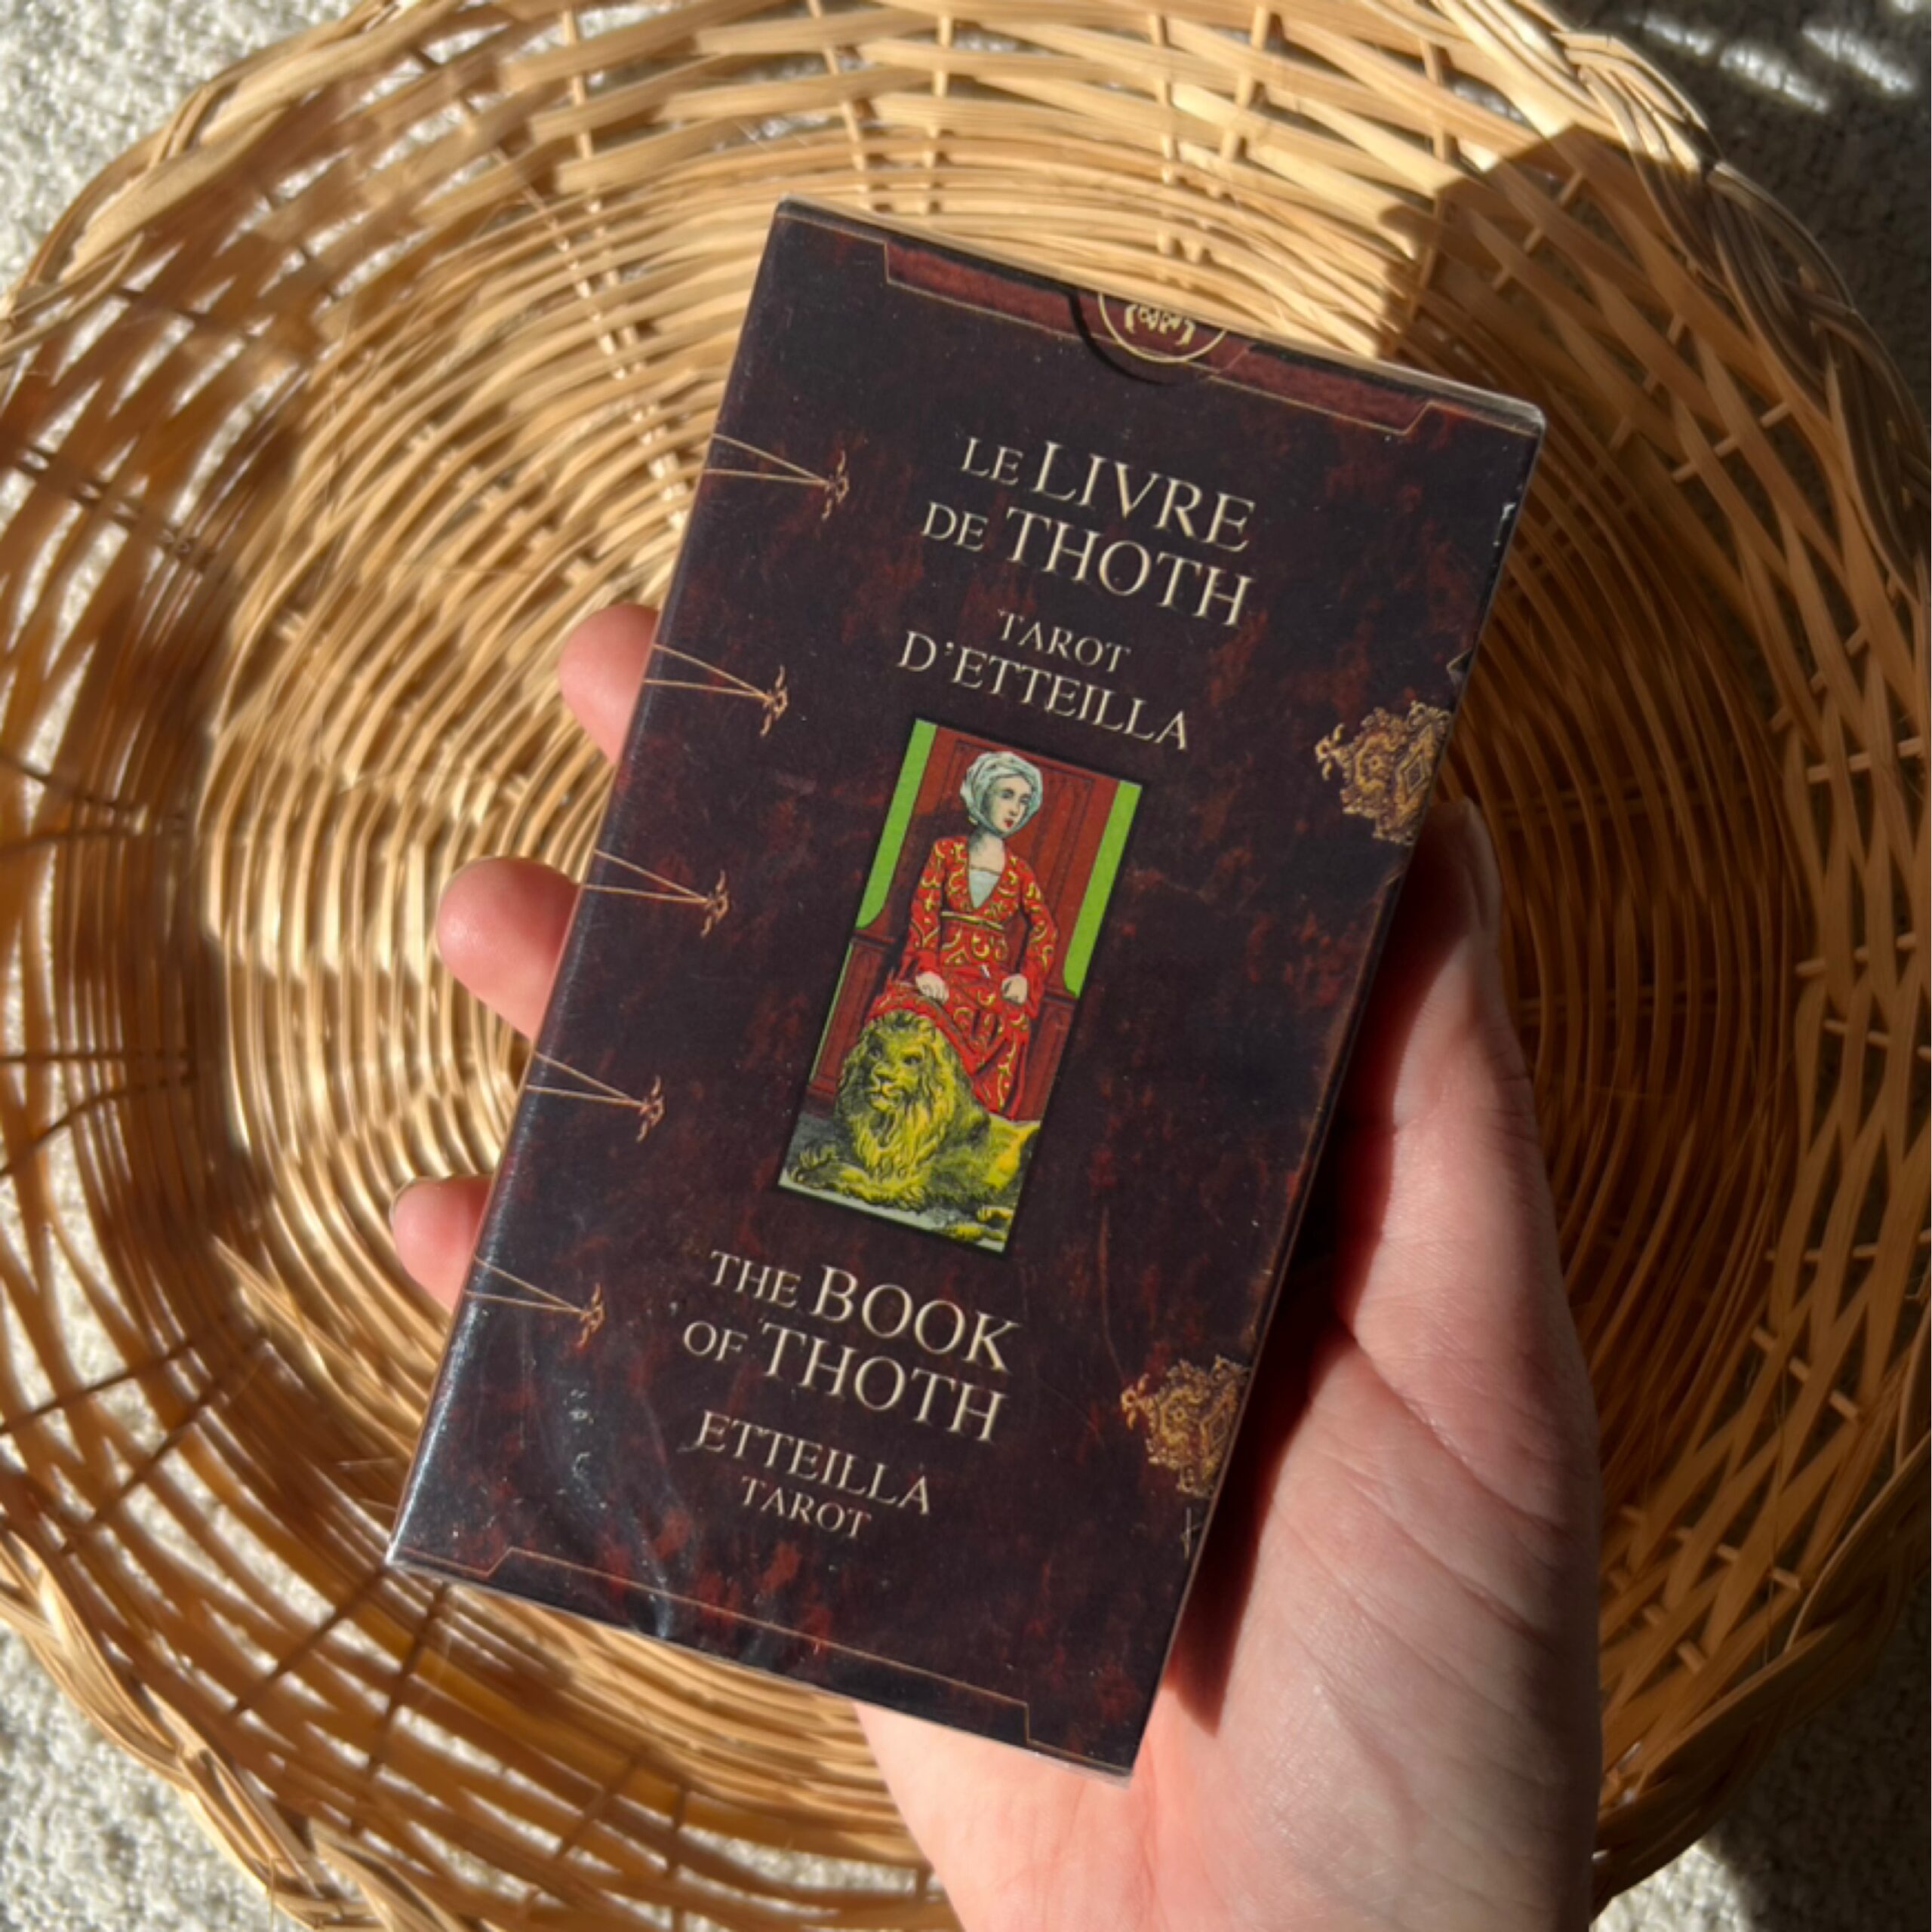 LE LIVRE
DE THOTH
TAROT
D'ETTEILLA
THE BOOK
OF THOTH
ETTEILLA
TAROT